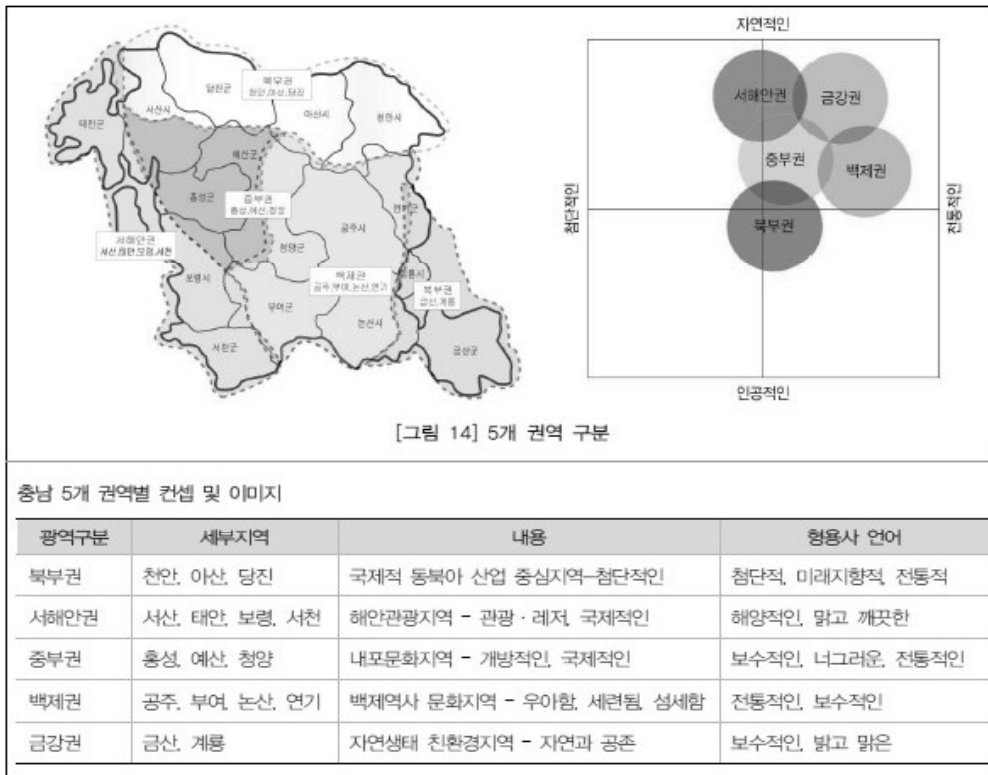 당진군
북부권
천안,아산,당진
서산시
아산시
천안시
태안군
예산군
홍성군
중부권
홍성,예산,청양
서해안권
서산,태안,보령,서천
청양군
공주시
보령시
백제권
공주,부여,논산,연기
북부권
금산,계룡
부여군
논산시
서천군
금산군
자연적인
서해안권
금강권
중부권
백제권
첨단적인
전통적인
북부권
인공적인
[그림 14] 5개 권역 구분
충남 5개 권역별 컨셉 및 이미지
광역구분 세부지역 내용 형용사 언어
북부권 천안, 아산, 당진 국제적 동북아 산업 중심지역-첨단적인 첨단적, 미래지향적, 전통적
서해안권 서산, 태안, 보령, 서천 해안관광지역 - 관광 · 레저, 국제적인 해양적인, 맑고 깨끗한
중부권 홍성, 예산, 청양 내포문화지역 - 개방적인, 국제적인 보수적인, 너그러운, 전통적인
백제권 공주, 부여, 논산, 연기 백제역사 문화지역 - 우아함, 세련됨, 섬세함 전통적인, 보수적인
금강권 금산, 계룡 자연생태 친환경지역 - 자연과 공존 보수적인, 밝고 맑은